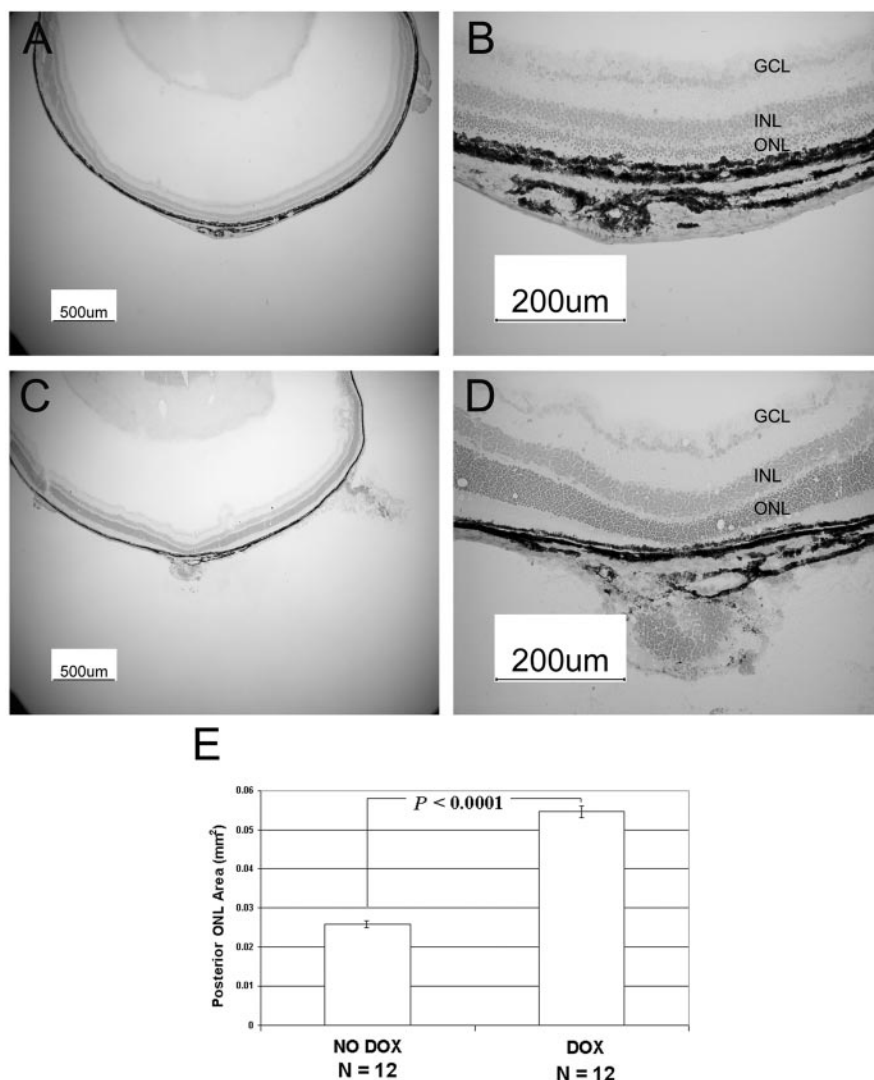 A
500um
B
GCL
INL
ONL
200um
C
500um
D
GCL
INL
ONL
200um
E
Posterior ONL Area (mm²)
0.06
0.05
0.04
0.03
0.02
0.01
0
P < 0.0001
NO DOX
N = 12
DOX
N = 12